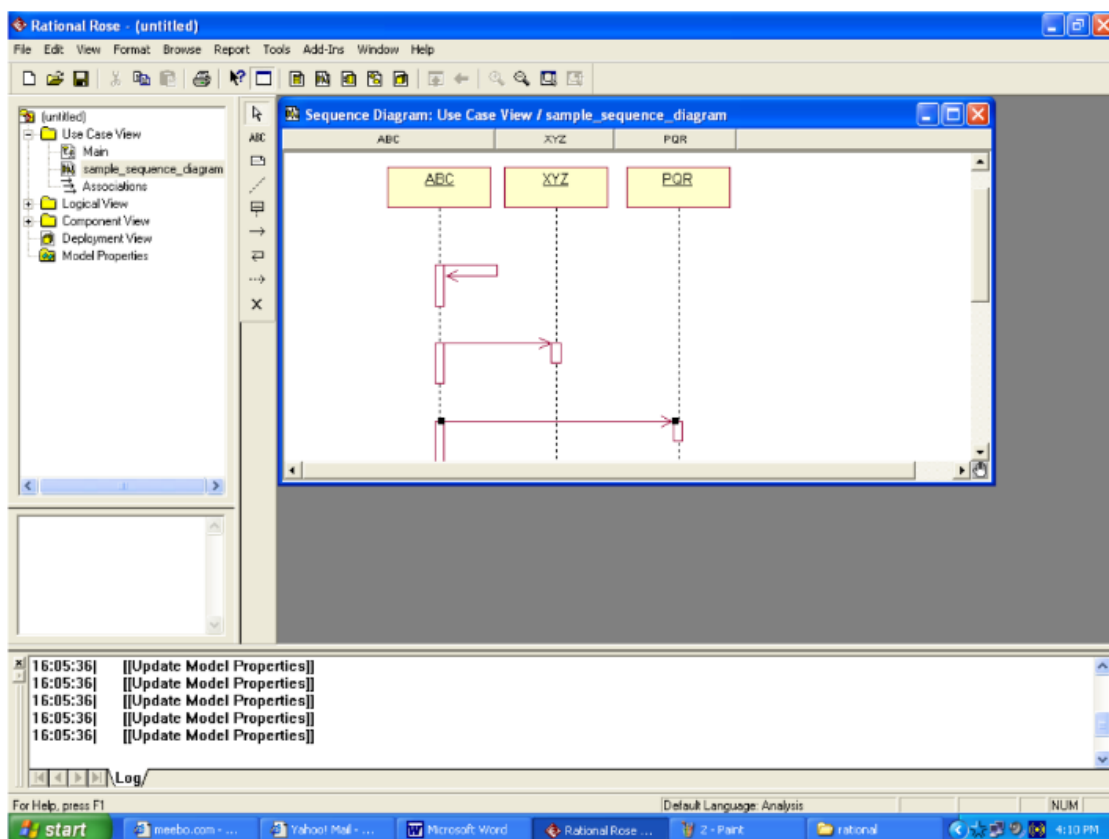 Rational Rose - (untitled)
File Edit View Format Browse Report Tools Add-Ins Window Help
(untitled)
Use Case View
Main
sample_sequence_diagram
Associations
Logical View
Component View
Deployment View
Model Properties
ABC
Sequence Diagram: Use Case View / sample_sequence_diagram
ABC XYZ PQR
ABC XYZ PQR
16:05:36| [[Update Model Properties]]
16:05:36| [[Update Model Properties]]
16:05:36| [[Update Model Properties]]
16:05:36| [[Update Model Properties]]
16:05:36| [[Update Model Properties]]
Log
For Help, press F1 Default Language: Analysis NUM
start meebo.com - ... Yahoo! Mail - ... Microsoft Word Rational Rose ... 2 - Paint rational 4:10 PM